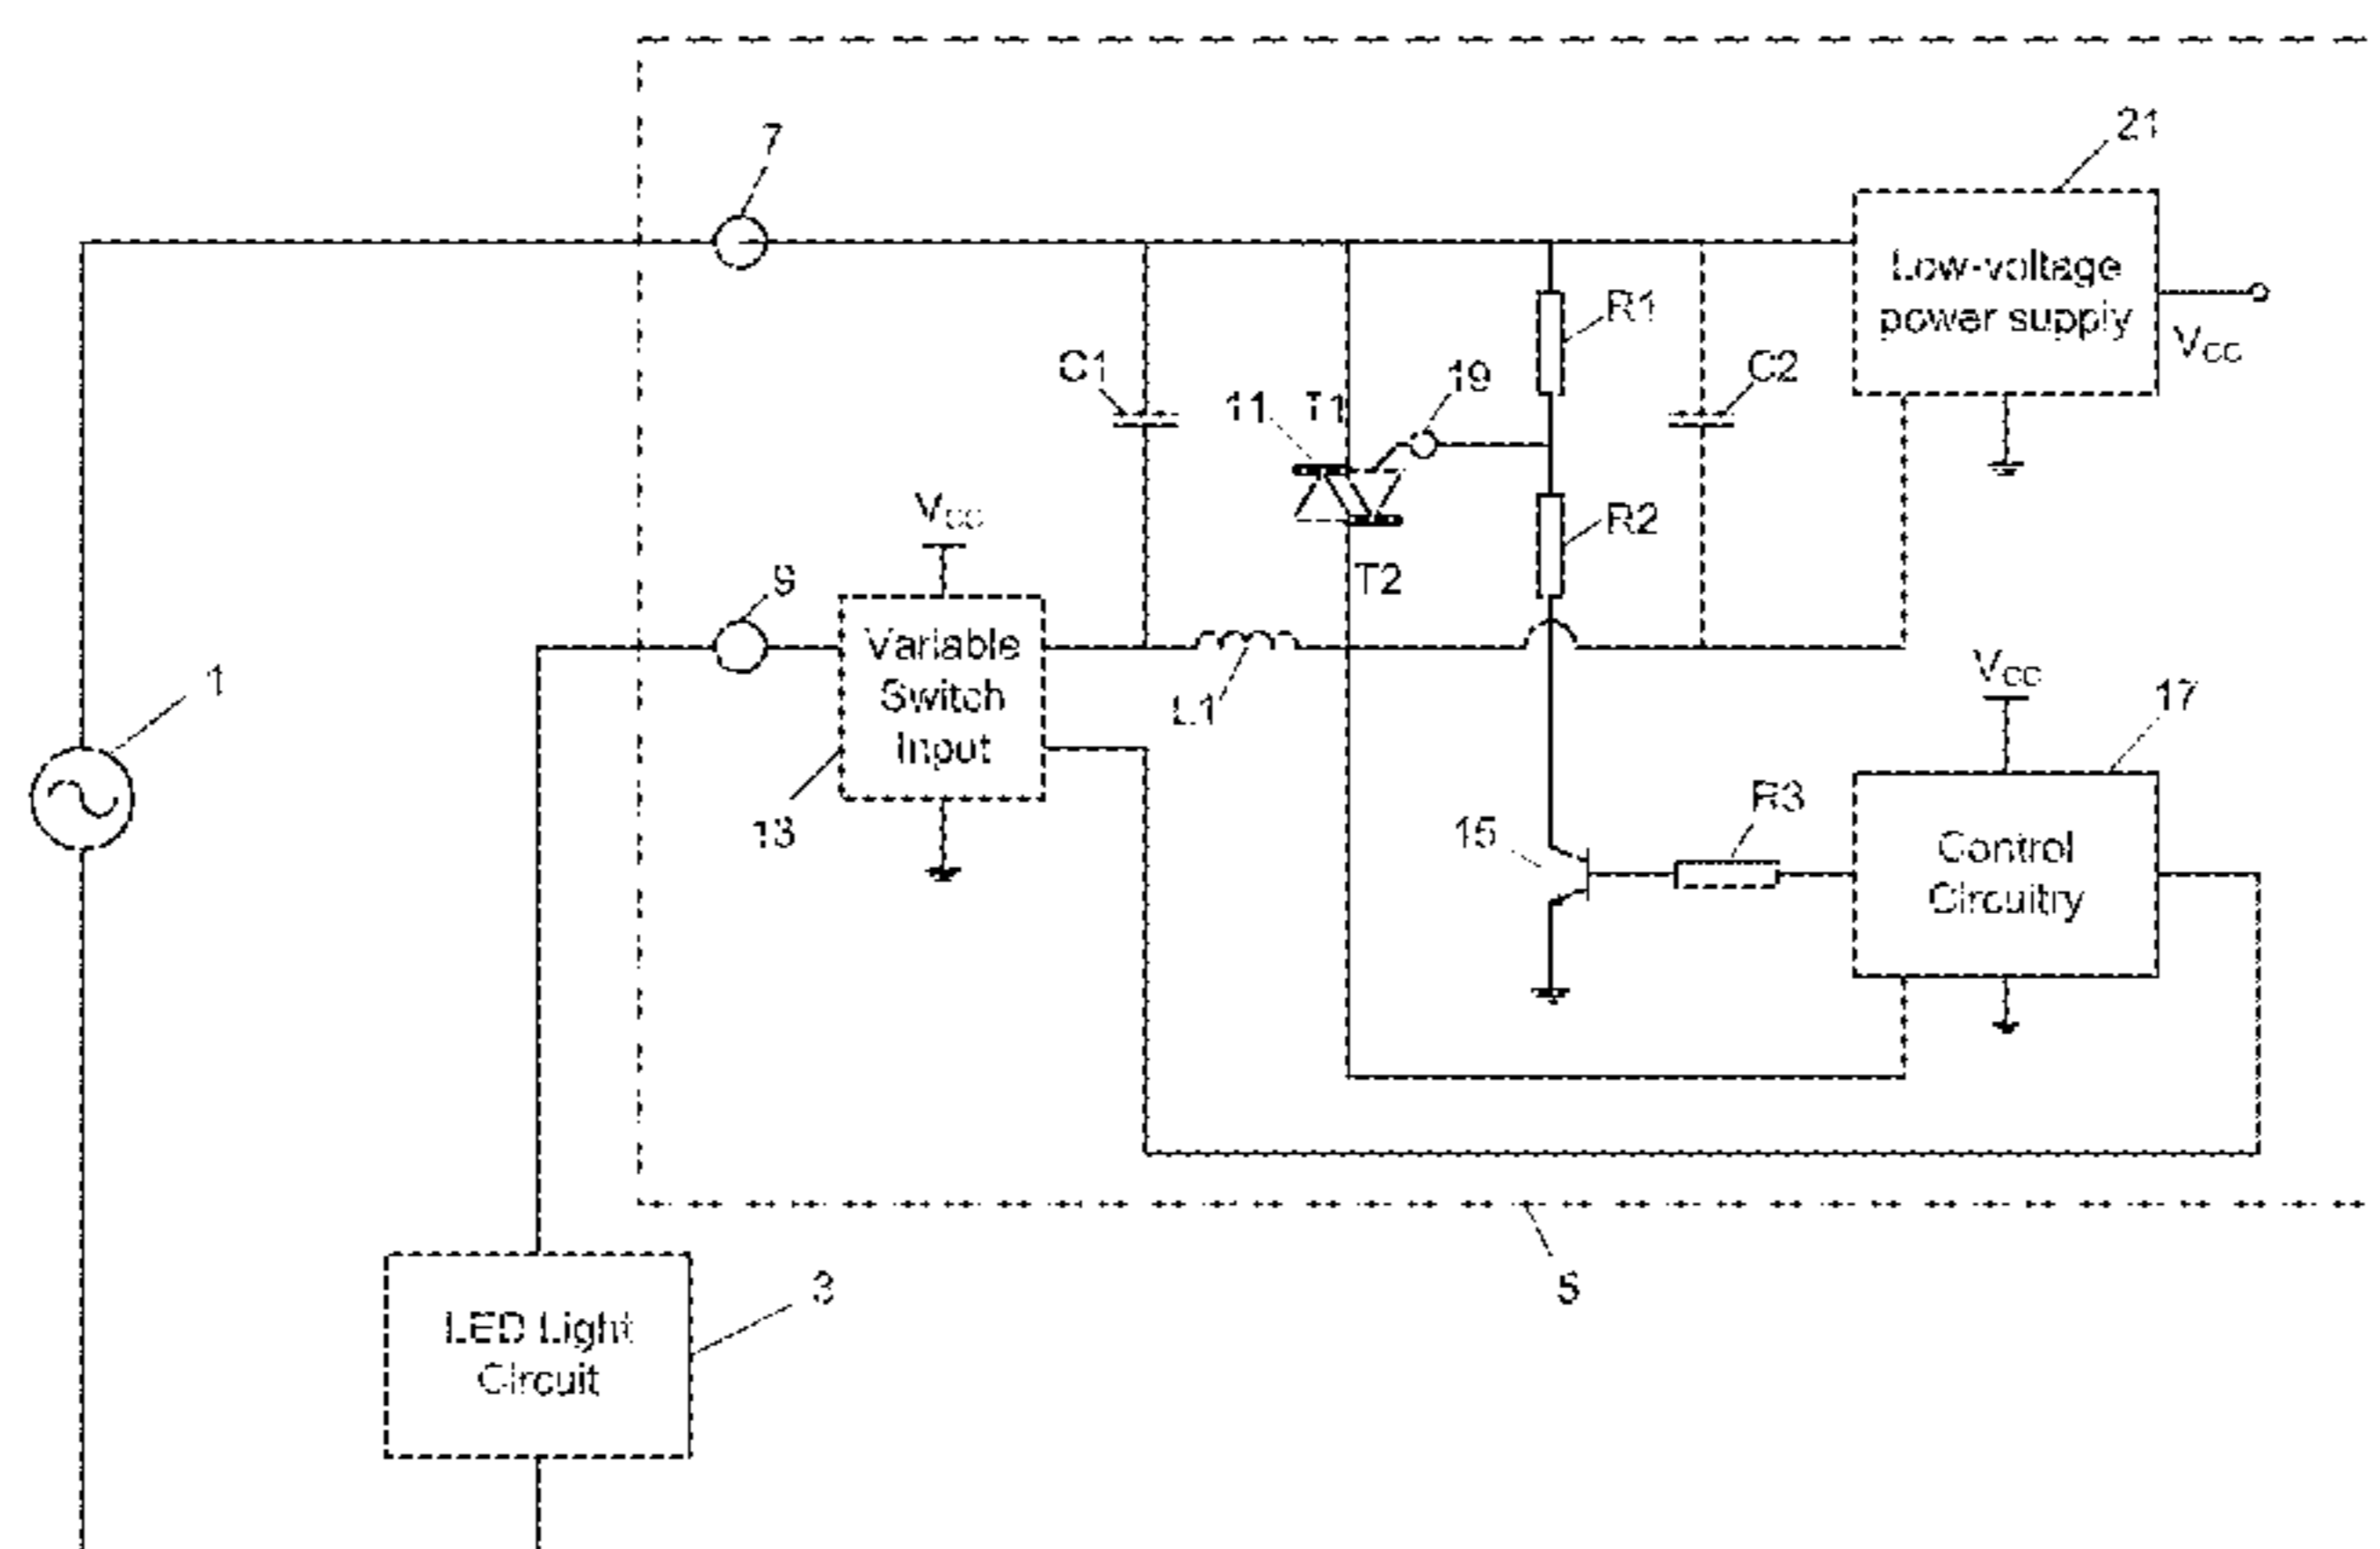 7
21
Low-voltage
power supply
VCC
R1
C1
19
C2
11
T1
VCC
R2
T2
9
Variable
Switch
Input
1
L1
VCC
17
13
R3
15
Control
Circuitry
3
5
LED Light
Circuit